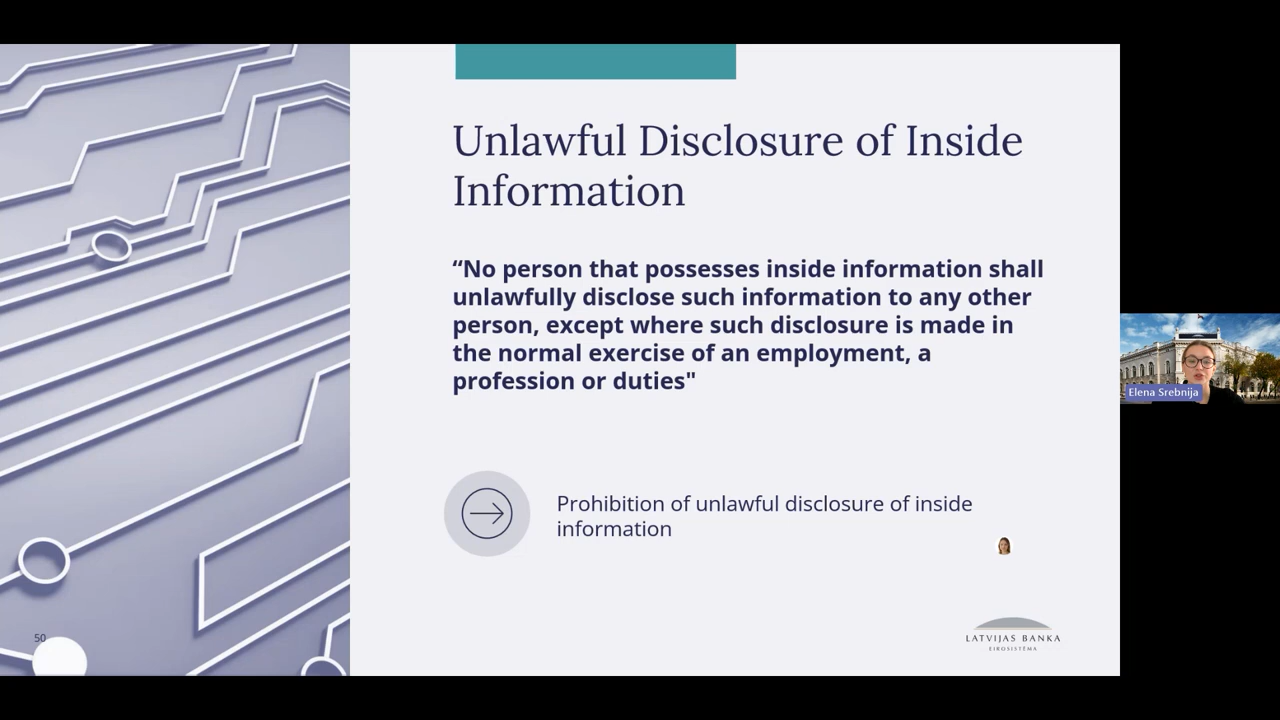 Unlawful Disclosure of Inside
Information
“No person that possesses inside information shall
unlawfully disclose such information to any other
person, except where such disclosure is made in
the normal exercise of an employment, a
profession or duties"
Prohibition of unlawful disclosure of inside
information
50
LATVIJAS BANKA
EIROSISTĒMA
Elena Srebnija